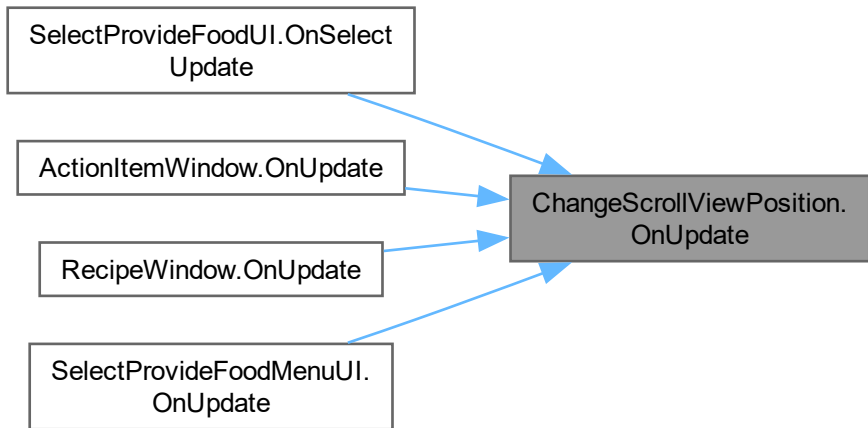 SelectProvideFoodUI.OnSelect
Update
ActionItemWindow.OnUpdate
RecipeWindow.OnUpdate
SelectProvideFoodMenuUI.
OnUpdate
ChangeScrollViewPosition.
OnUpdate